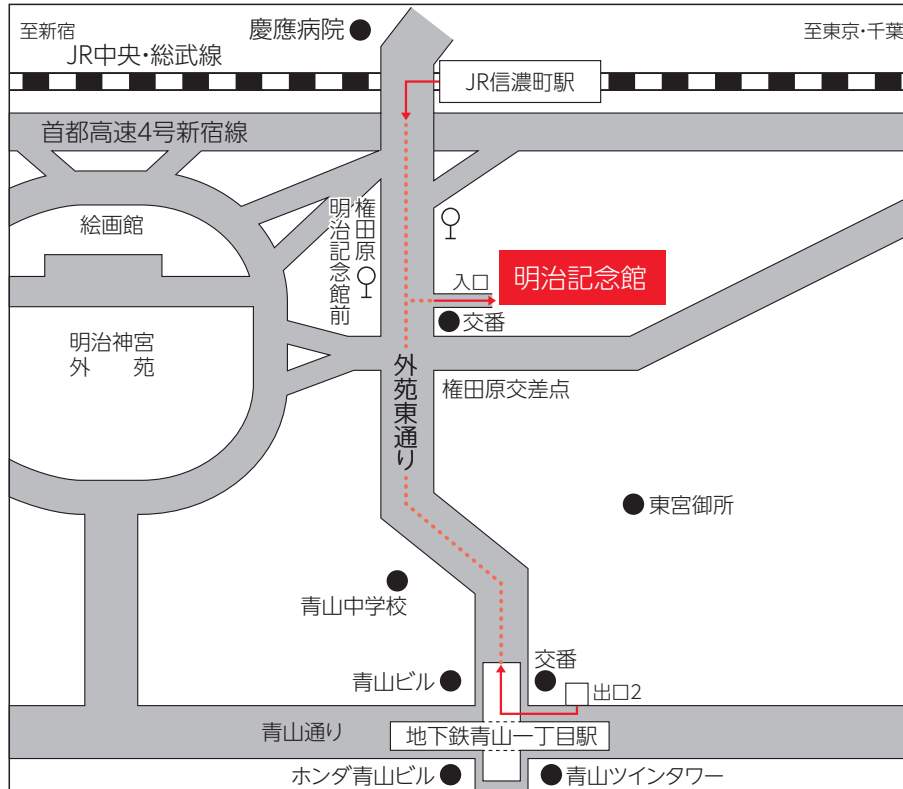 至新宿
慶應病院
至東京・千葉
JR中央・総武線
JR信濃町駅
首都高速4号新宿線
絵画館
権田原
明治記念館前
入口
明治記念館
交番
明治神宮
外　苑
外苑東通り
権田原交差点
東宮御所
青山中学校
交番
青山ビル
出口2
青山通り
地下鉄青山一丁目駅
ホンダ青山ビル
青山ツインタワー